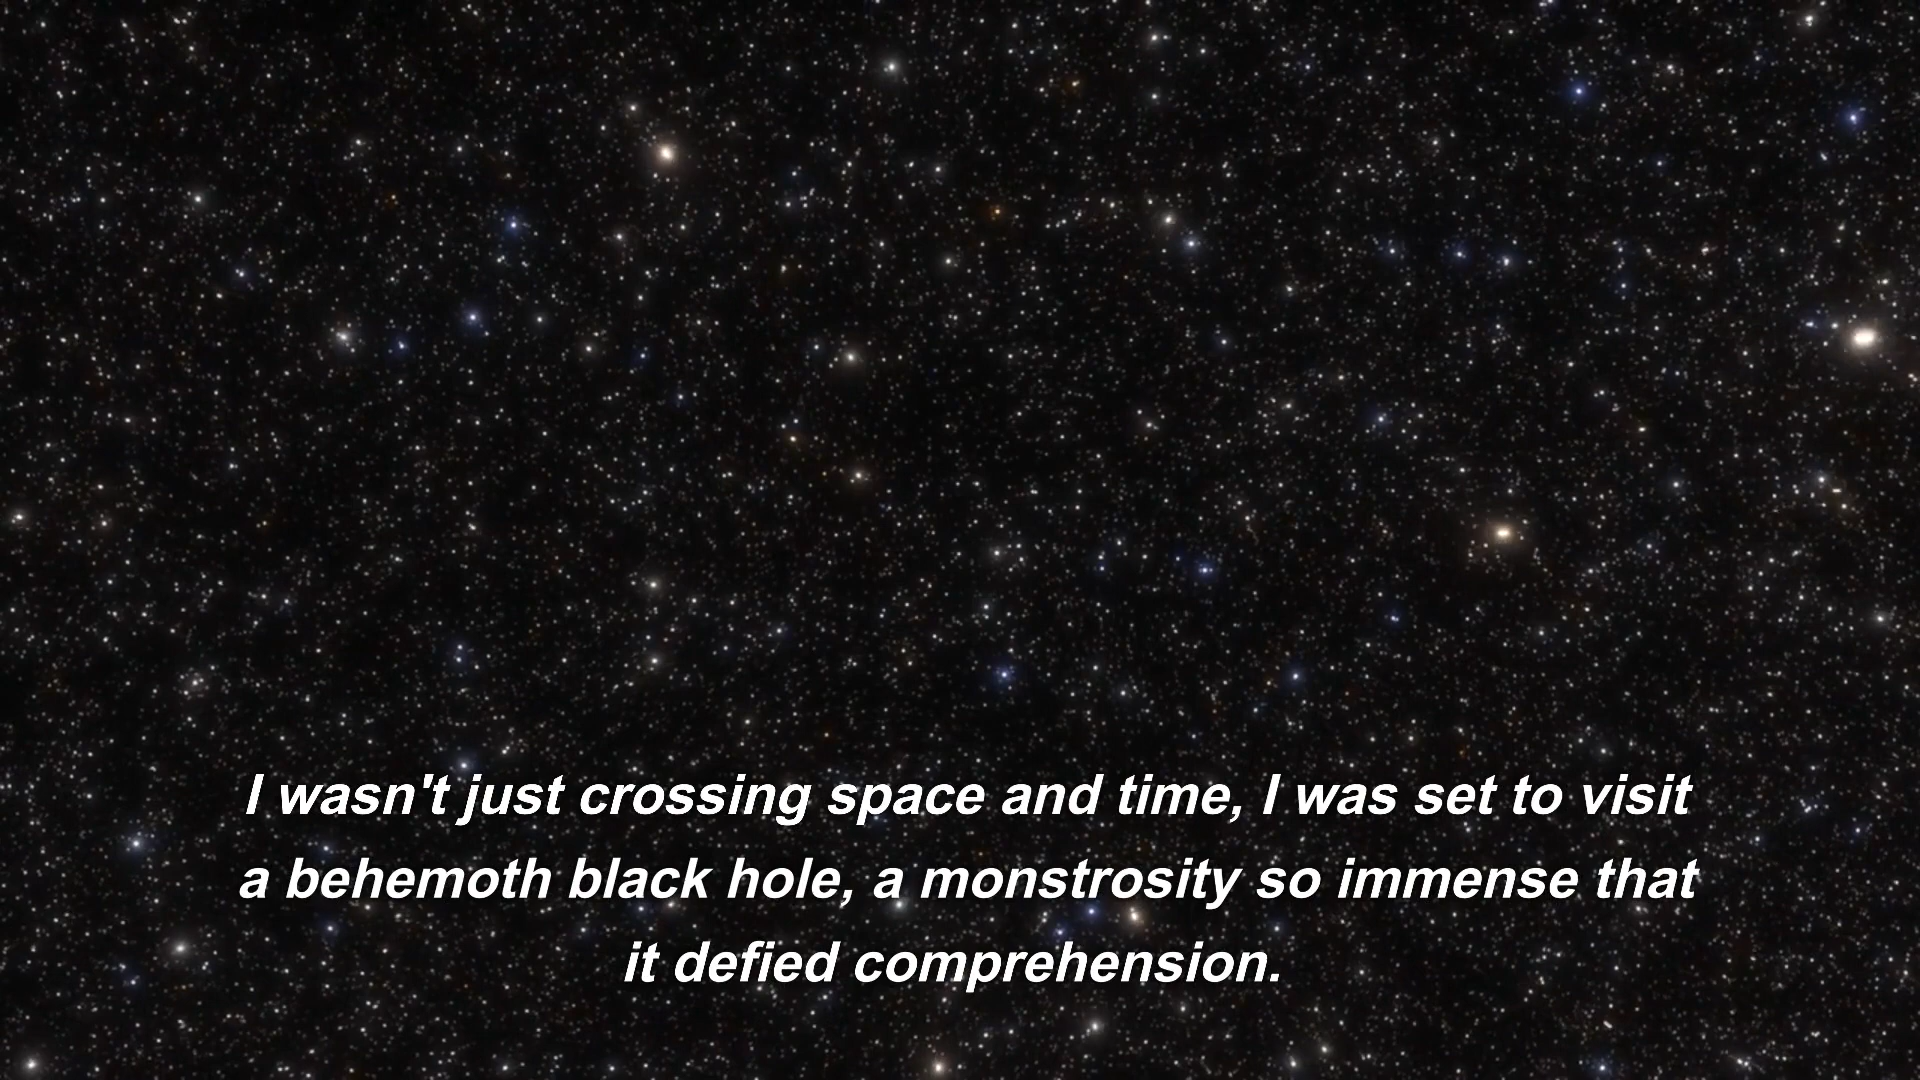 I wasn't just crossing space and time, I was set to visit
a behemoth black hole, a monstrosity so immense that
it defied comprehension.